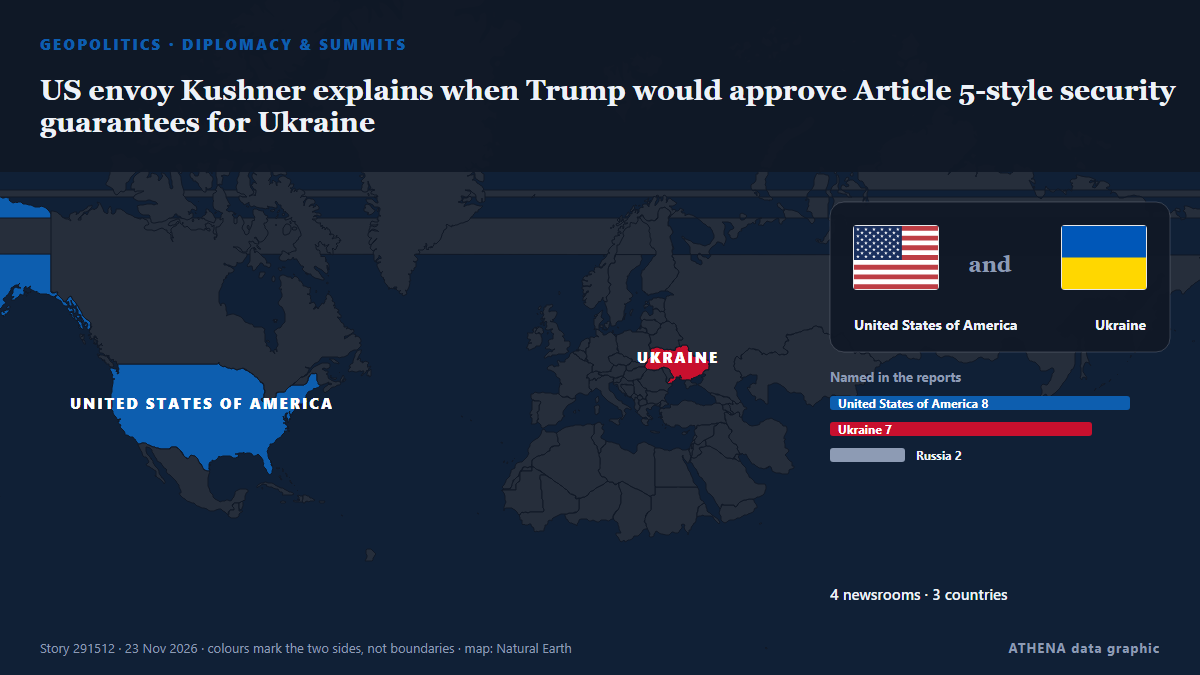 GEOPOLITICS · DIPLOMACY & SUMMITS
US envoy Kushner explains when Trump would approve Article 5-style security
guarantees for Ukraine
and
United States of America
Ukraine
UKRAINE
UNITED STATES OF AMERICA
Named in the reports
United States of America 8
Ukraine 7
Russia 2
4 newsrooms · 3 countries
Story 291512 · 23 Nov 2026 · colours mark the two sides, not boundaries · map: Natural Earth
ATHENA data graphic